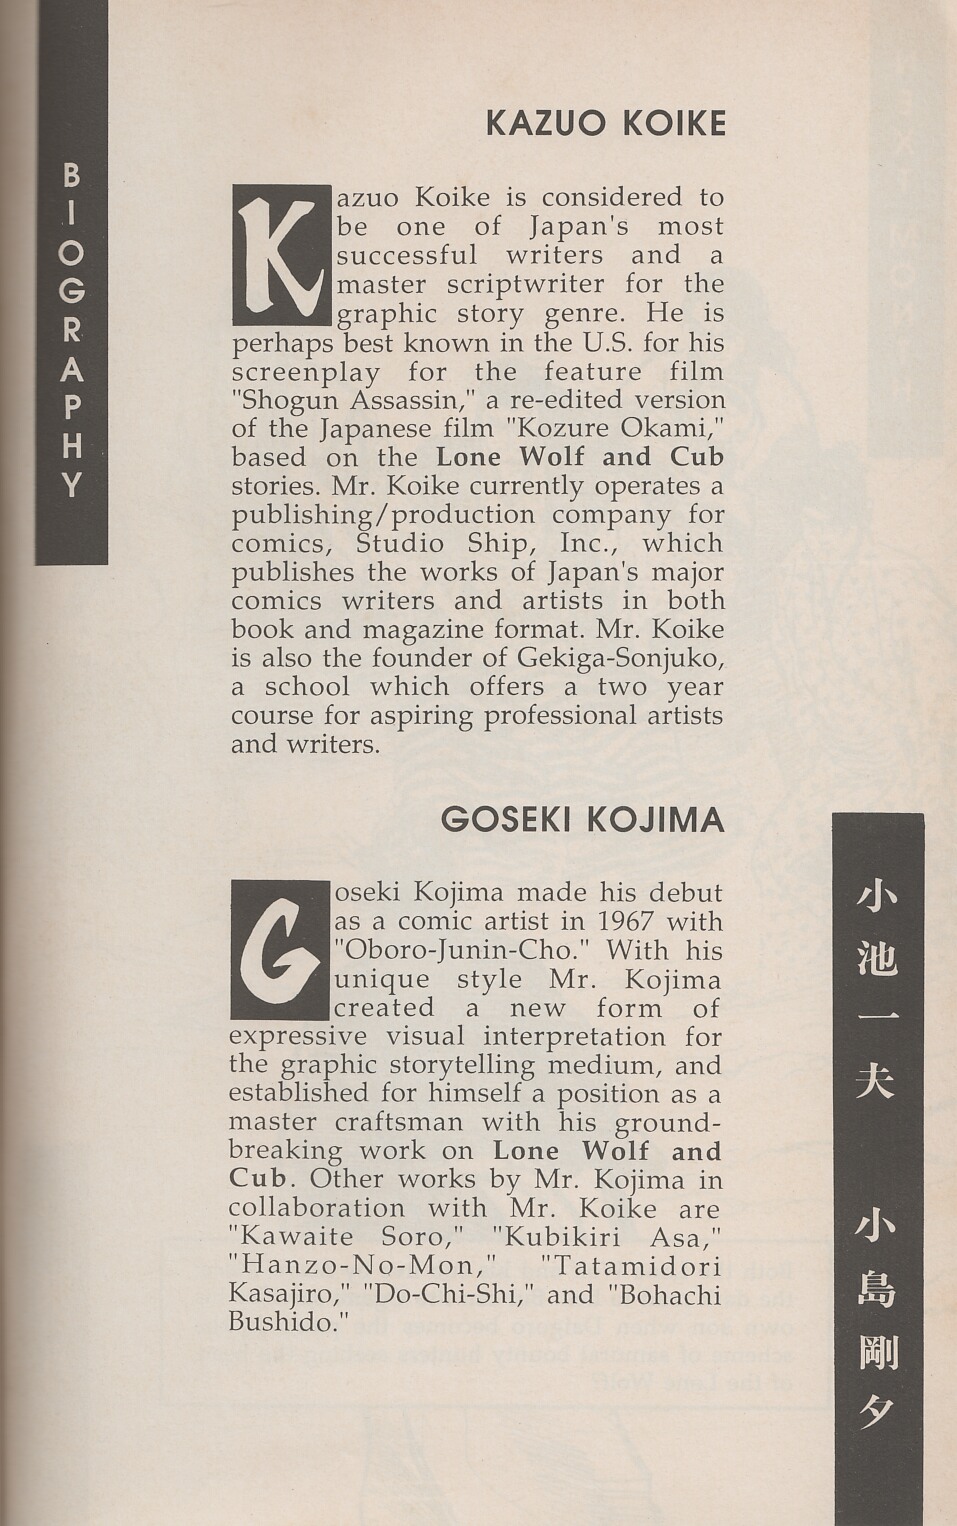 BIOGRAPHY
KAZUO KOIKE
Kazuo Koike is considered to
be one of Japan's most
successful writers and a
master scriptwriter for the
graphic story genre. He is
perhaps best known in the U.S. for his
screenplay for the feature film
"Shogun Assassin," a re-edited version
of the Japanese film "Kozure Okami,"
based on the Lone Wolf and Cub
stories. Mr. Koike currently operates a
publishing/production company for
comics, Studio Ship, Inc., which
publishes the works of Japan's major
comics writers and artists in both
book and magazine format. Mr. Koike
is also the founder of Gekiga-Sonjuko,
a school which offers a two year
course for aspiring professional artists
and writers.
GOSEKI KOJIMA
Goseki Kojima made his debut
as a comic artist in 1967 with
"Oboro-Junin-Cho." With his
unique style Mr. Kojima
created a new form of
expressive visual interpretation for
the graphic storytelling medium, and
established for himself a position as a
master craftsman with his ground-
breaking work on Lone Wolf and
Cub. Other works by Mr. Kojima in
collaboration with Mr. Koike are
"Kawaite Soro," "Kubikiri Asa,"
"Hanzo-No-Mon," "Tatamidori
Kasajiro," "Do-Chi-Shi," and "Bohachi
Bushido."
小池一夫 小島剛夕